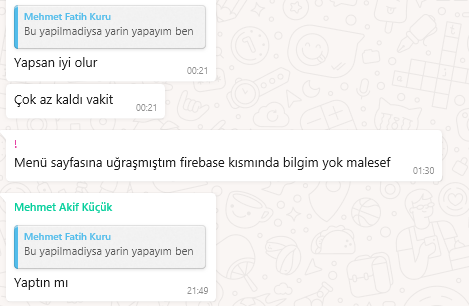 Mehmet Fatih Kuru
Bu yapilmadiysa yarin yapayım ben
Yapsan iyi olur
00:21
Çok az kaldı vakit
00:21
!
Menü sayfasına uğraşmıştım firebase kısmında bilgim yok malesef
01:30
Mehmet Akif Küçük
Mehmet Fatih Kuru
Bu yapilmadiysa yarin yapayım ben
Yaptın mı
21:49